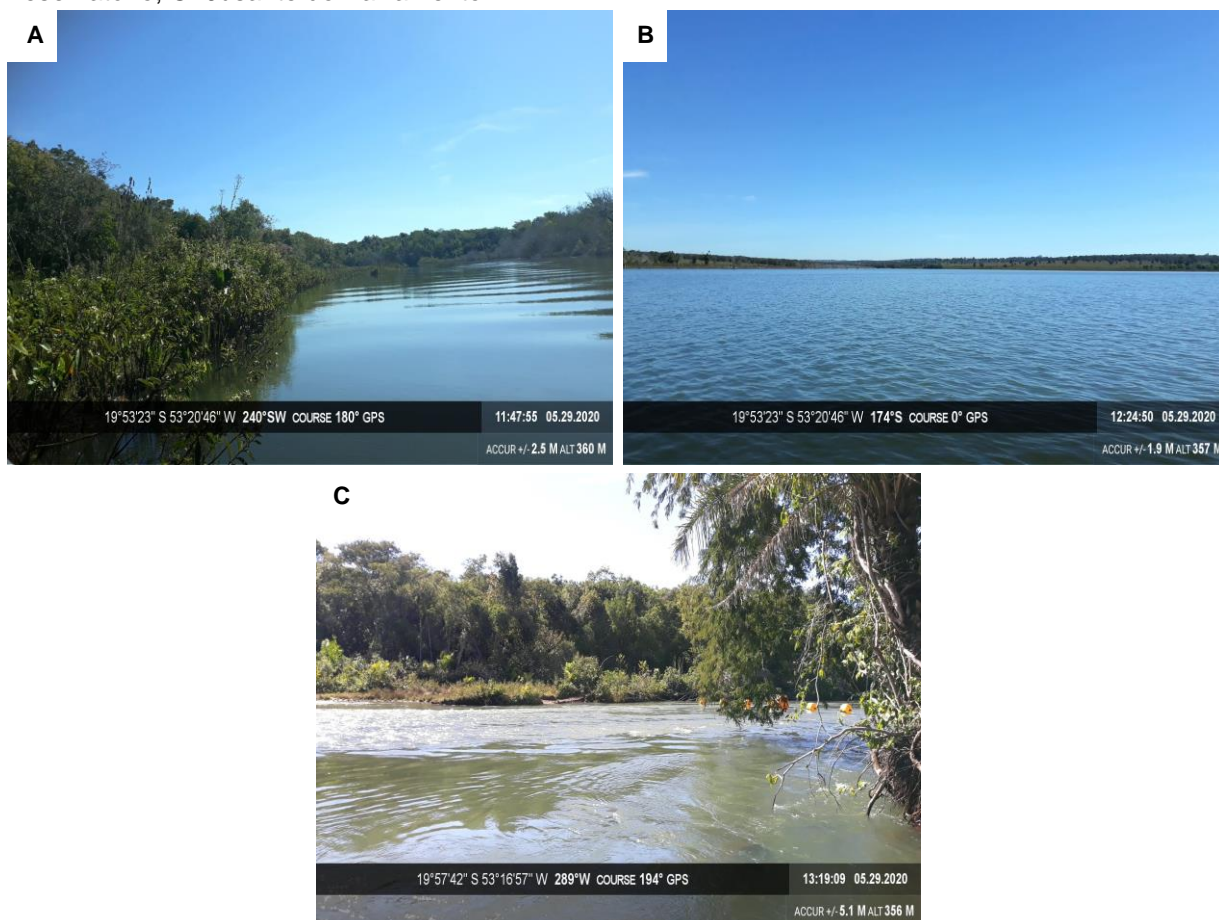 A
19°53'23" S 53°20'46" W 240°SW COURSE 180° GPS
11:47:55 05.29.2020
ACCUR +/- 2.5 M ALT 360 M
B
19°53'23" S 53°20'46" W 174°S COURSE 0° GPS
12:24:50 05.29.2020
ACCUR +/- 1.9 M ALT 357 M
C
19°57'42" S 53°16'57" W 289°W COURSE 194° GPS
13:19:09 05.29.2020
ACCUR +/- 5.1 M ALT 356 M